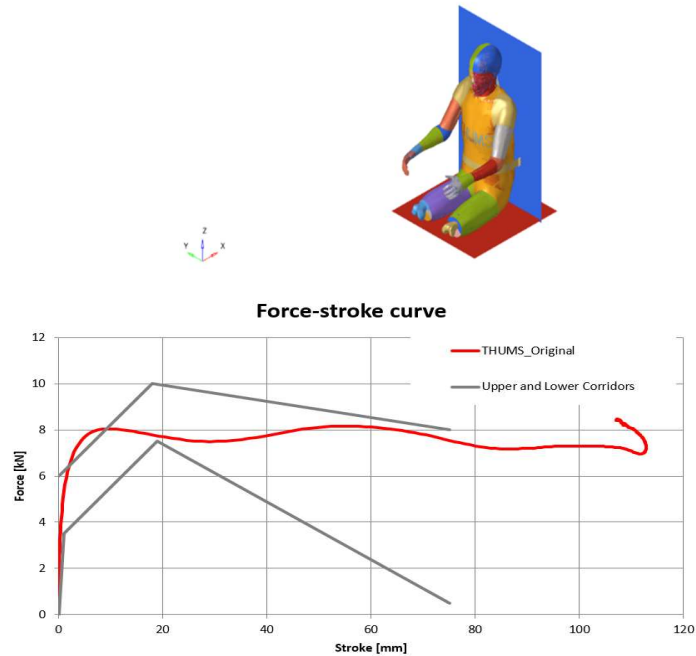 Z
Y
X
Force-stroke curve
12
10
8
6
4
2
0
Force [kN]
THUMS_Original
Upper and Lower Corridors
0
20
40
60
80
100
120
Stroke [mm]